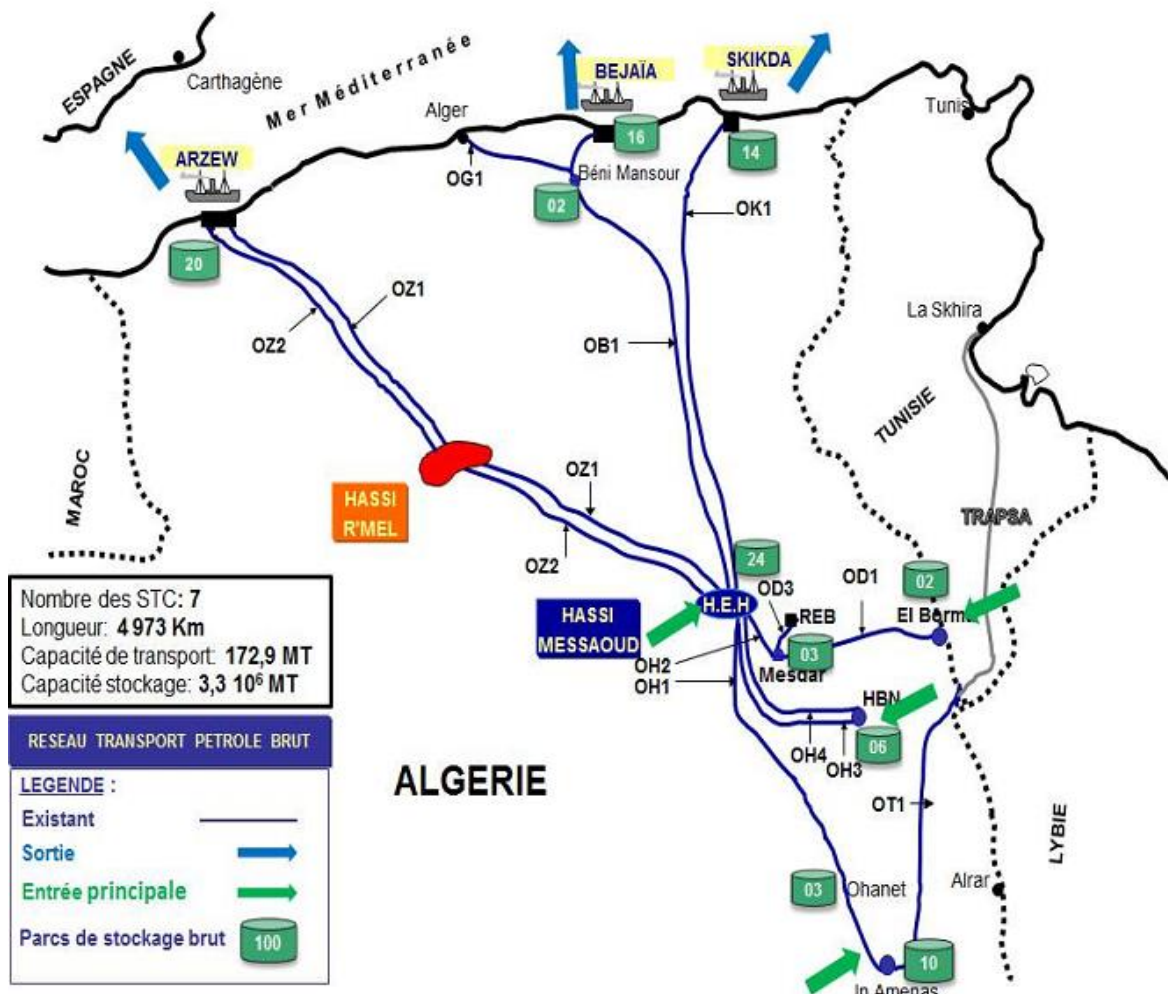 ESPAGNE
Carthagène
Mer Méditerranée
BEJAÏA
SKIKDA
Alger
Tunis
ARZEW
16
14
OG1
Béni Mansour
02
OK1
20
OZ1
OZ2
OB1
La Skhira
TUNISIE
MAROC
HASSI
R'MEL
OZ1
OZ2
TRAPSA
24
02
OD3
OD1
Nombre des STC: 7
Longueur: 4 973 Km
Capacité de transport: 172,9 MT
Capacité stockage: 3,3 10⁶ MT
HASSI
MESSAOUD
H.E.H
REB
El Borma
03
OH2
Mesdar
OH1
HBN
RESEAU TRANSPORT PETROLE BRUT
06
OH4
OH3
LEGENDE :
Existant
Sortie
Entrée principale
Parcs de stockage brut
100
ALGERIE
OT1
LYBIE
03
Ohanet
Alrar
10
In Amenas